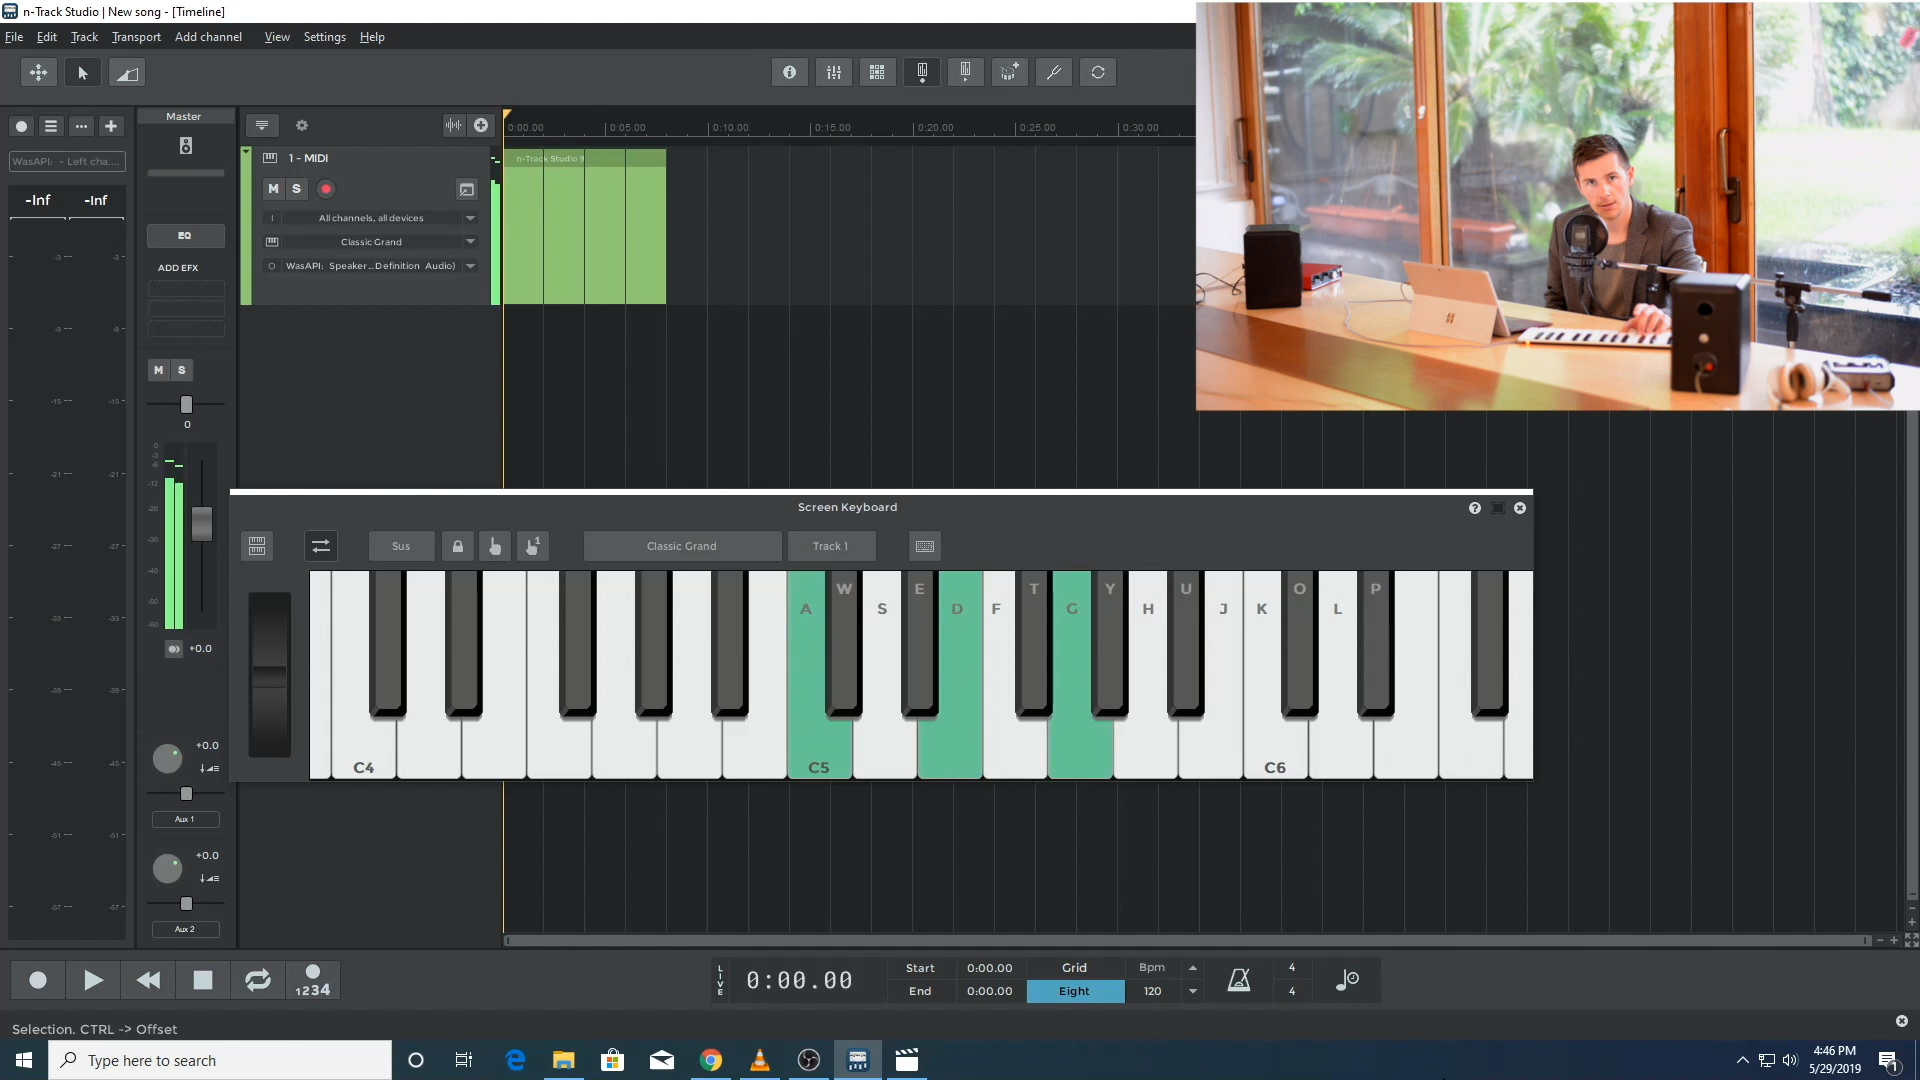 n-Track Studio | New song - [Timeline]
File Edit Track Transport Add channel View Settings Help
Master
0:00.00 0:05.00 0:10.00 0:15.00 0:20.00 0:25.00 0:30.00
WasAPI: - Left cha....
1 - MIDI
n-Track Studio 9
-Inf -Inf
M S
All channels, all devices
EQ
Classic Grand
WasAPI: Speaker ...Definition Audio)
ADD EFX
M S
0
+0.0
Screen Keyboard
Sus
Classic Grand
Track 1
W E T Y U O P
A S D F G H J K L
C4 C5 C6
+0.0
Aux 1
+0.0
Aux 2
1234
LIVE
0:00.00
Start 0:00.00 Grid Bpm 4
End 0:00.00 Eight 120 4
Selection. CTRL -> Offset
Type here to search
4:46 PM
5/29/2019
1